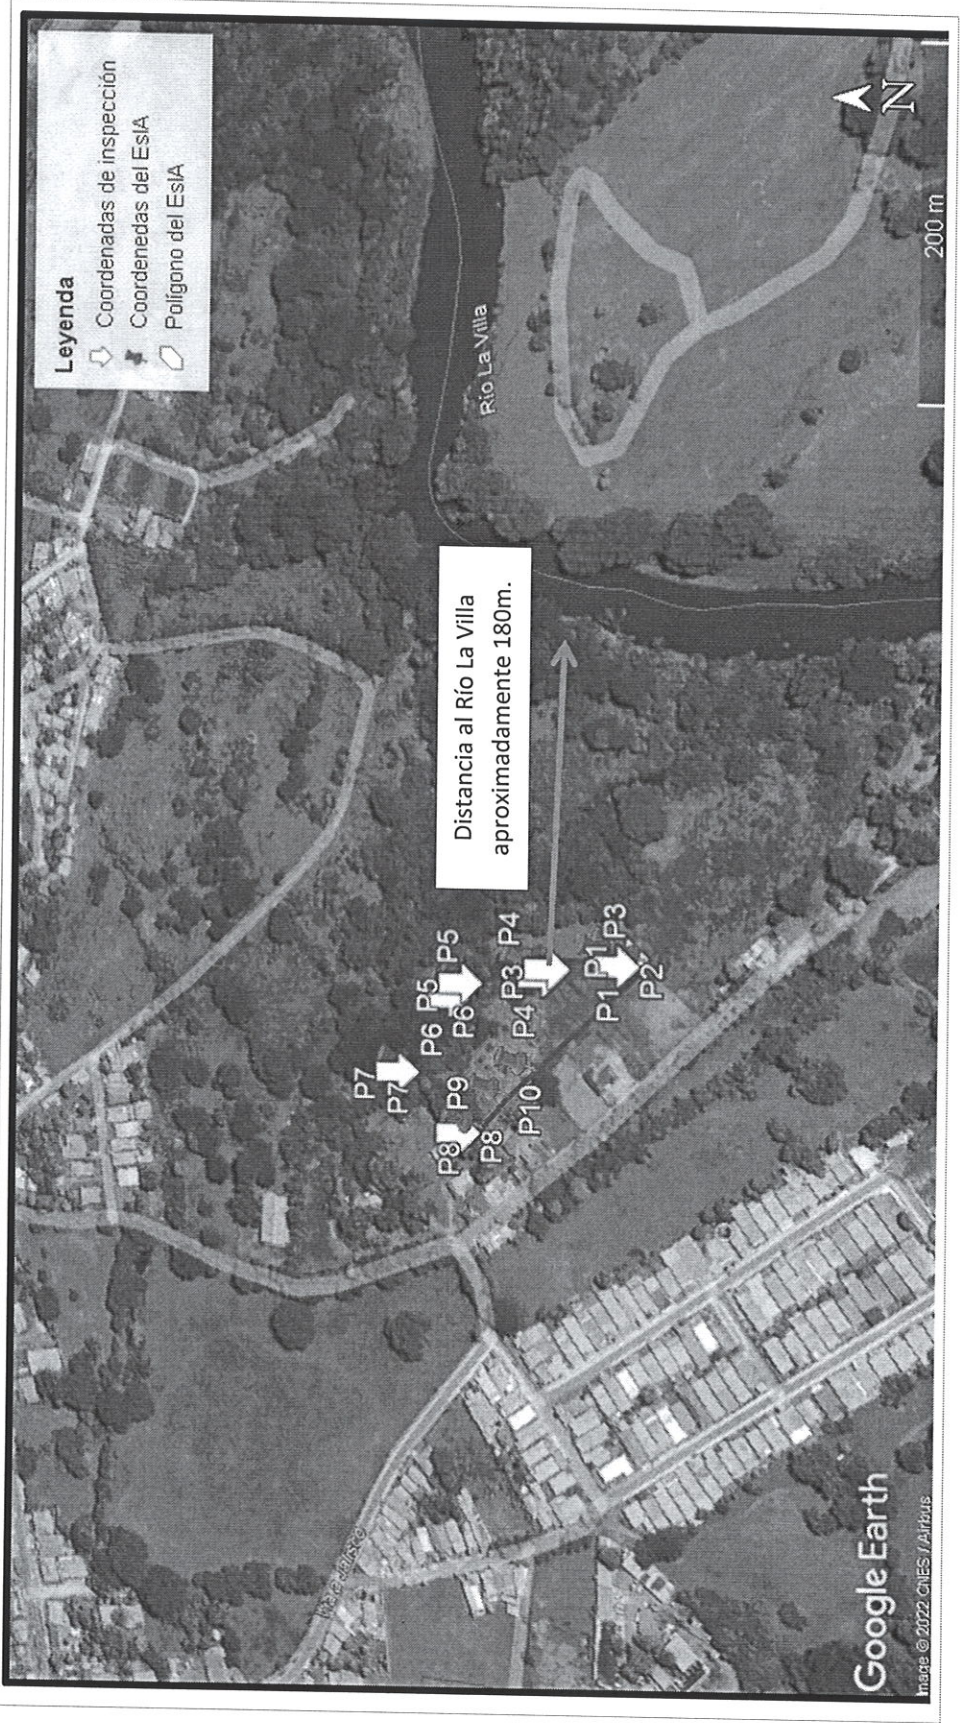 Leyenda
Coordenadas de inspección
Coordenedas del EsIA
Polígono del EsIA
Río La Villa
Distancia al Río La Villa
aproximadamente 180m.
P7
P7
P6
P5
P5
P6
P8
P9
P8
P10
P4
P3
P4
P1
P1
P3
P2
N
200 m
Google Earth
Image © 2022 CNES / Airbus